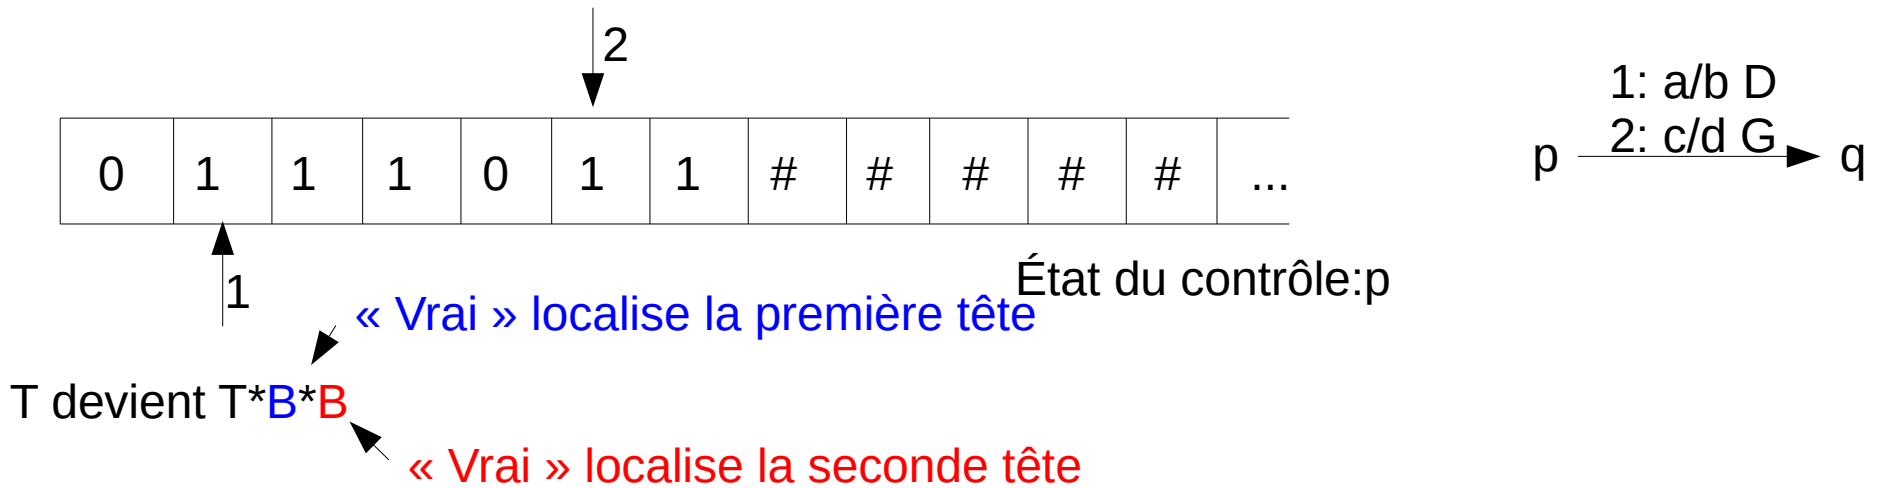 2
1: a/b D
2: c/d G
p q
0 1 1 1 0 1 1 # # # # # ...
1
État du contrôle:p
« Vrai » localise la première tête
T devient T*B*B
« Vrai » localise la seconde tête